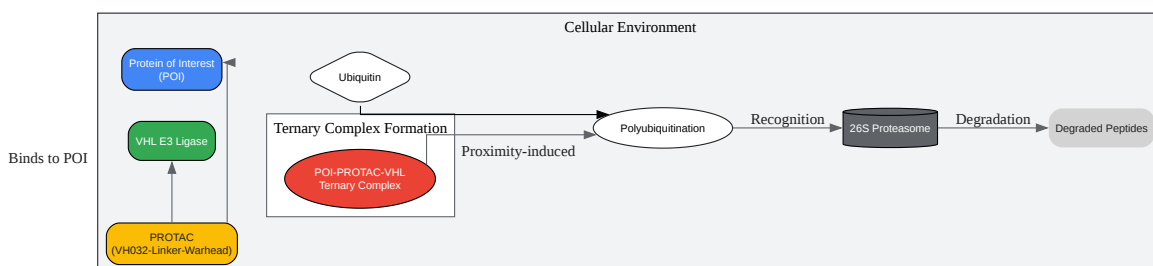 Cellular Environment
Protein of Interest
(POI)
Ubiquitin
Ternary Complex Formation
VHL E3 Ligase
Polyubiquitination
Recognition
26S Proteasome
Degradation
Degraded Peptides
Binds to POI
Proximity-induced
POI-PROTAC-VHL
Ternary Complex
PROTAC
(VH032-Linker-Warhead)